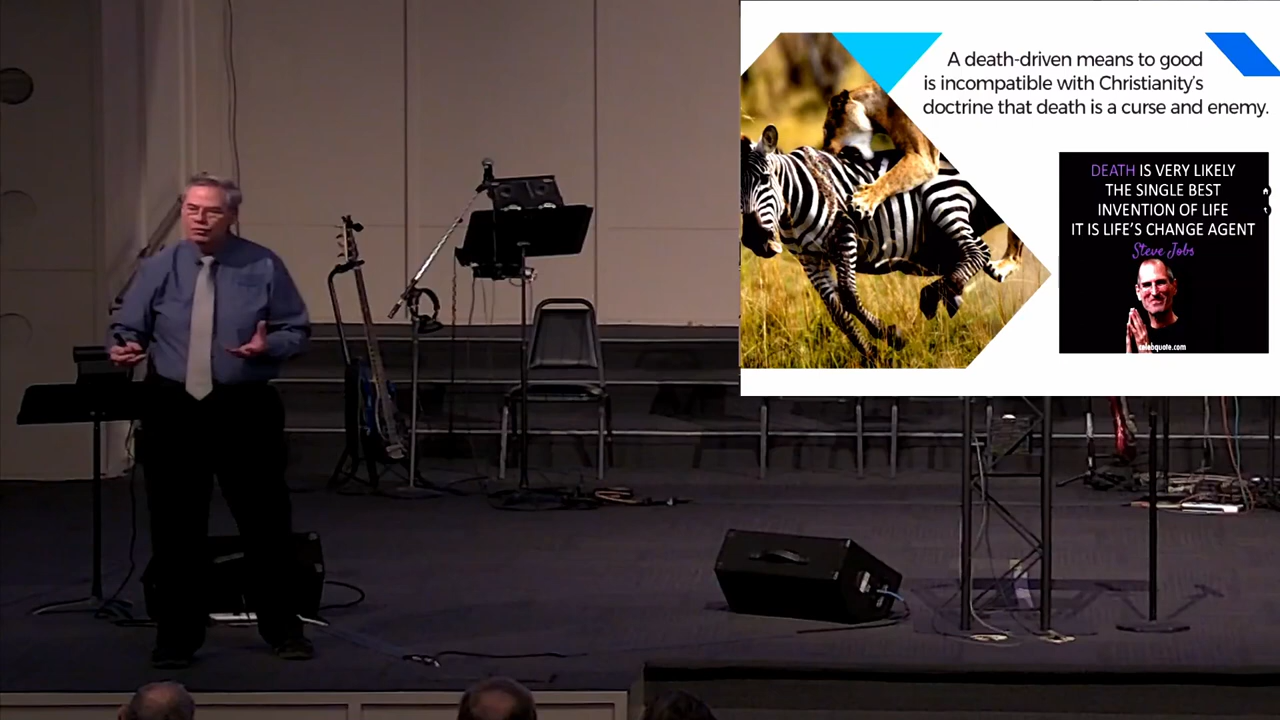 A death-driven means to good
is incompatible with Christianity's
doctrine that death is a curse and enemy.
DEATH IS VERY LIKELY
THE SINGLE BEST
INVENTION OF LIFE
IT IS LIFE'S CHANGE AGENT
Steve Jobs
celebquote.com